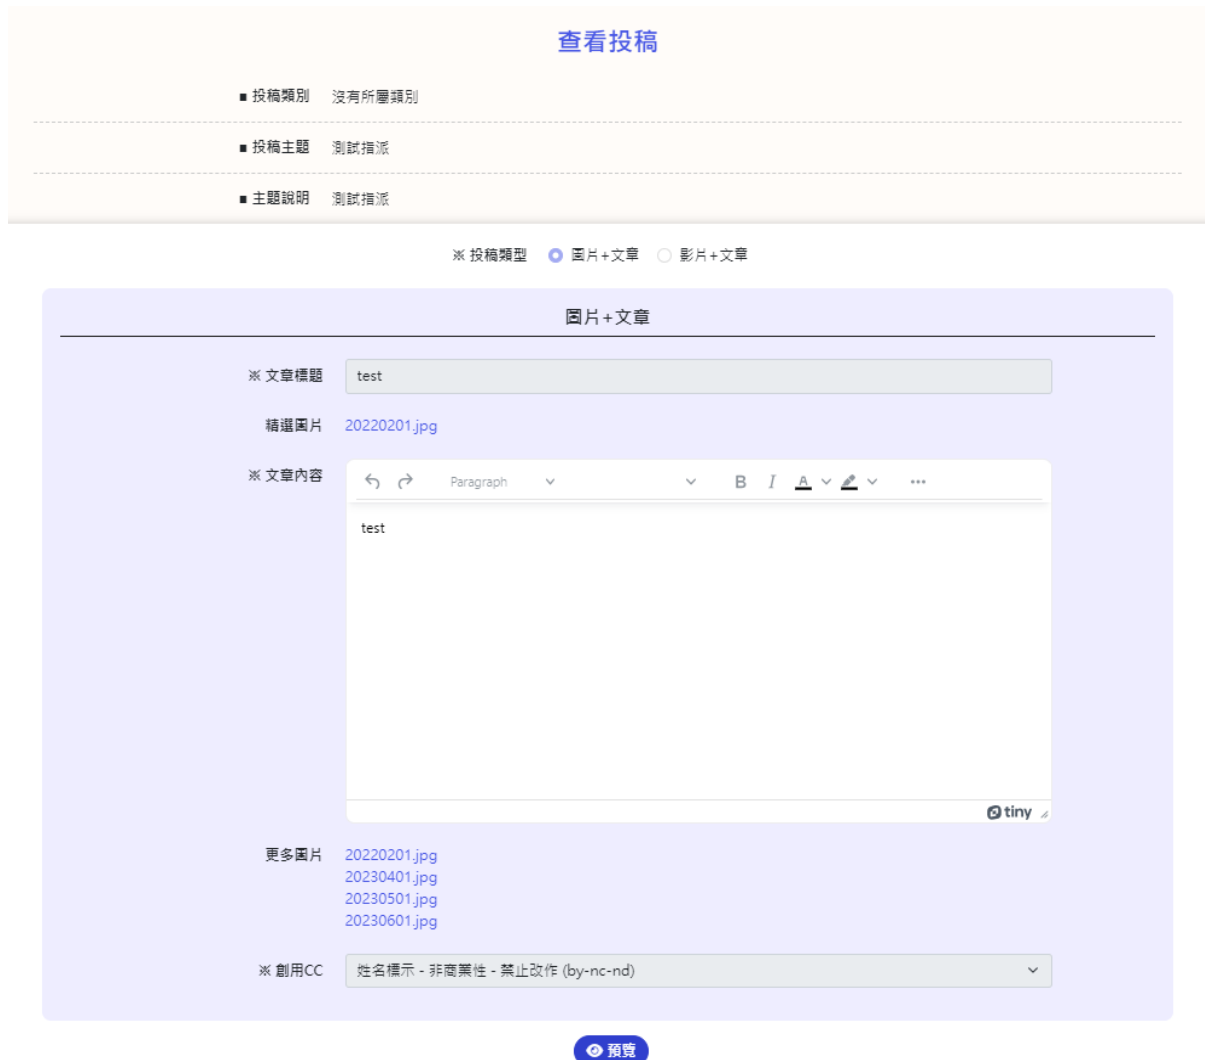 查看投稿
■ 投稿類別 沒有所屬類別
■ 投稿主題 測試指派
■ 主題說明 測試指派
※ 投稿類型 圖片+文章 影片+文章
圖片+文章
※ 文章標題 test
精選圖片 20220201.jpg
※ 文章內容 Paragraph B I A ...
test
tiny
更多圖片 20220201.jpg
20230401.jpg
20230501.jpg
20230601.jpg
※ 創用CC 姓名標示 - 非商業性 - 禁止改作 (by-nc-nd)
預覽